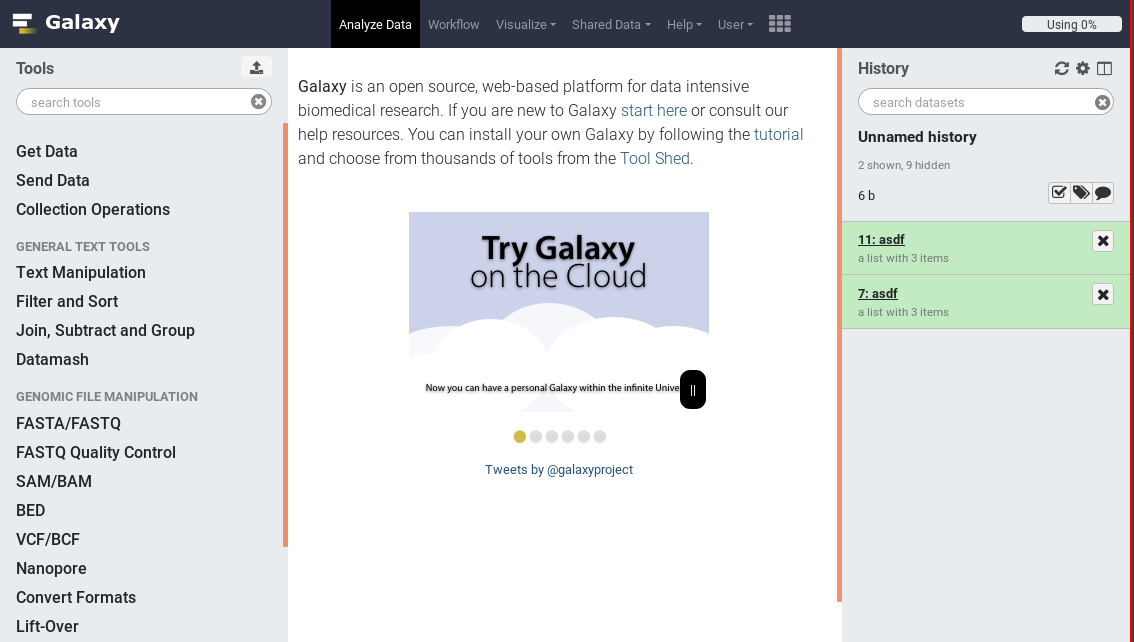 Galaxy
Analyze Data Workflow Visualize Shared Data Help User
Using 0%
Tools
search tools
Get Data
Send Data
Collection Operations
GENERAL TEXT TOOLS
Text Manipulation
Filter and Sort
Join, Subtract and Group
Datamash
GENOMIC FILE MANIPULATION
FASTA/FASTQ
FASTQ Quality Control
SAM/BAM
BED
VCF/BCF
Nanopore
Convert Formats
Lift-Over
Galaxy is an open source, web-based platform for data intensive
biomedical research. If you are new to Galaxy start here or consult our
help resources. You can install your own Galaxy by following the tutorial
and choose from thousands of tools from the Tool Shed.
Try Galaxy
on the Cloud
Now you can have a personal Galaxy within the infinite Unive
Tweets by @galaxyproject
History
search datasets
Unnamed history
2 shown, 9 hidden
6 b
11: asdf
a list with 3 items
7: asdf
a list with 3 items